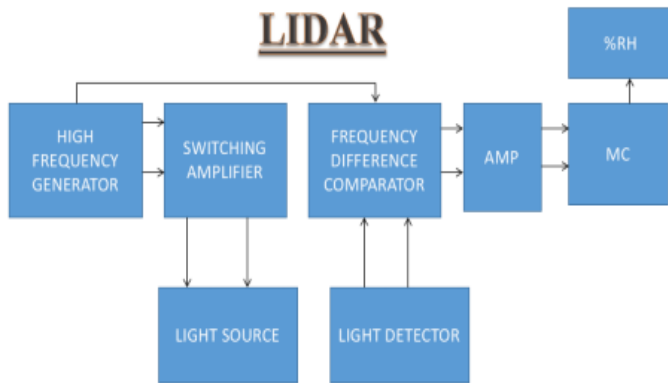 LIDAR
%RH
HIGH
FREQUENCY
GENERATOR
SWITCHING
AMPLIFIER
FREQUENCY
DIFFERENCE
COMPARATOR
AMP
MC
LIGHT SOURCE
LIGHT DETECTOR